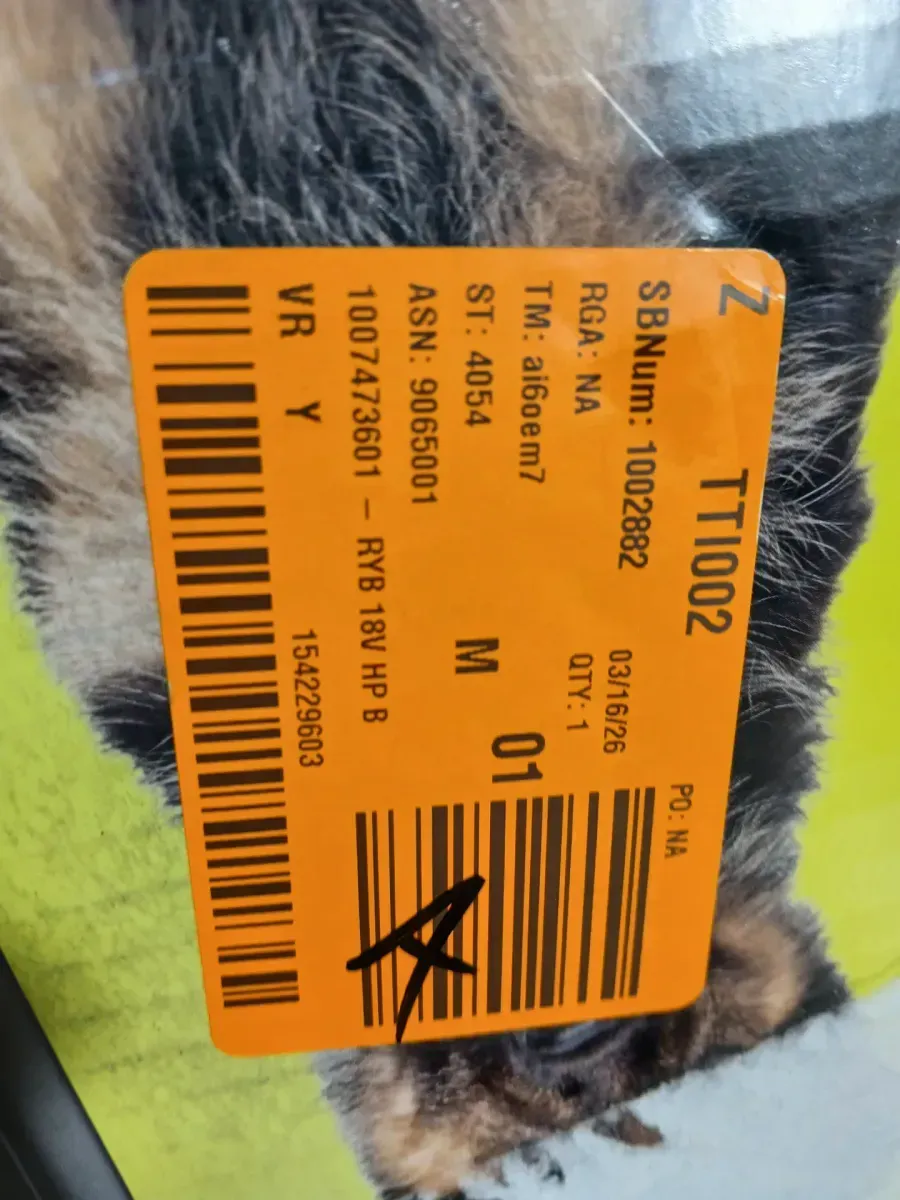 Z TTI002 PO: NA
SBNum: 1002882 03/16/26
RGA: NA QTY: 1
TM: ai6oem7 01
ST: 4054 M
ASN: 9065001
1007473601 – RYB 18V HP B
VR Y 154229603
A